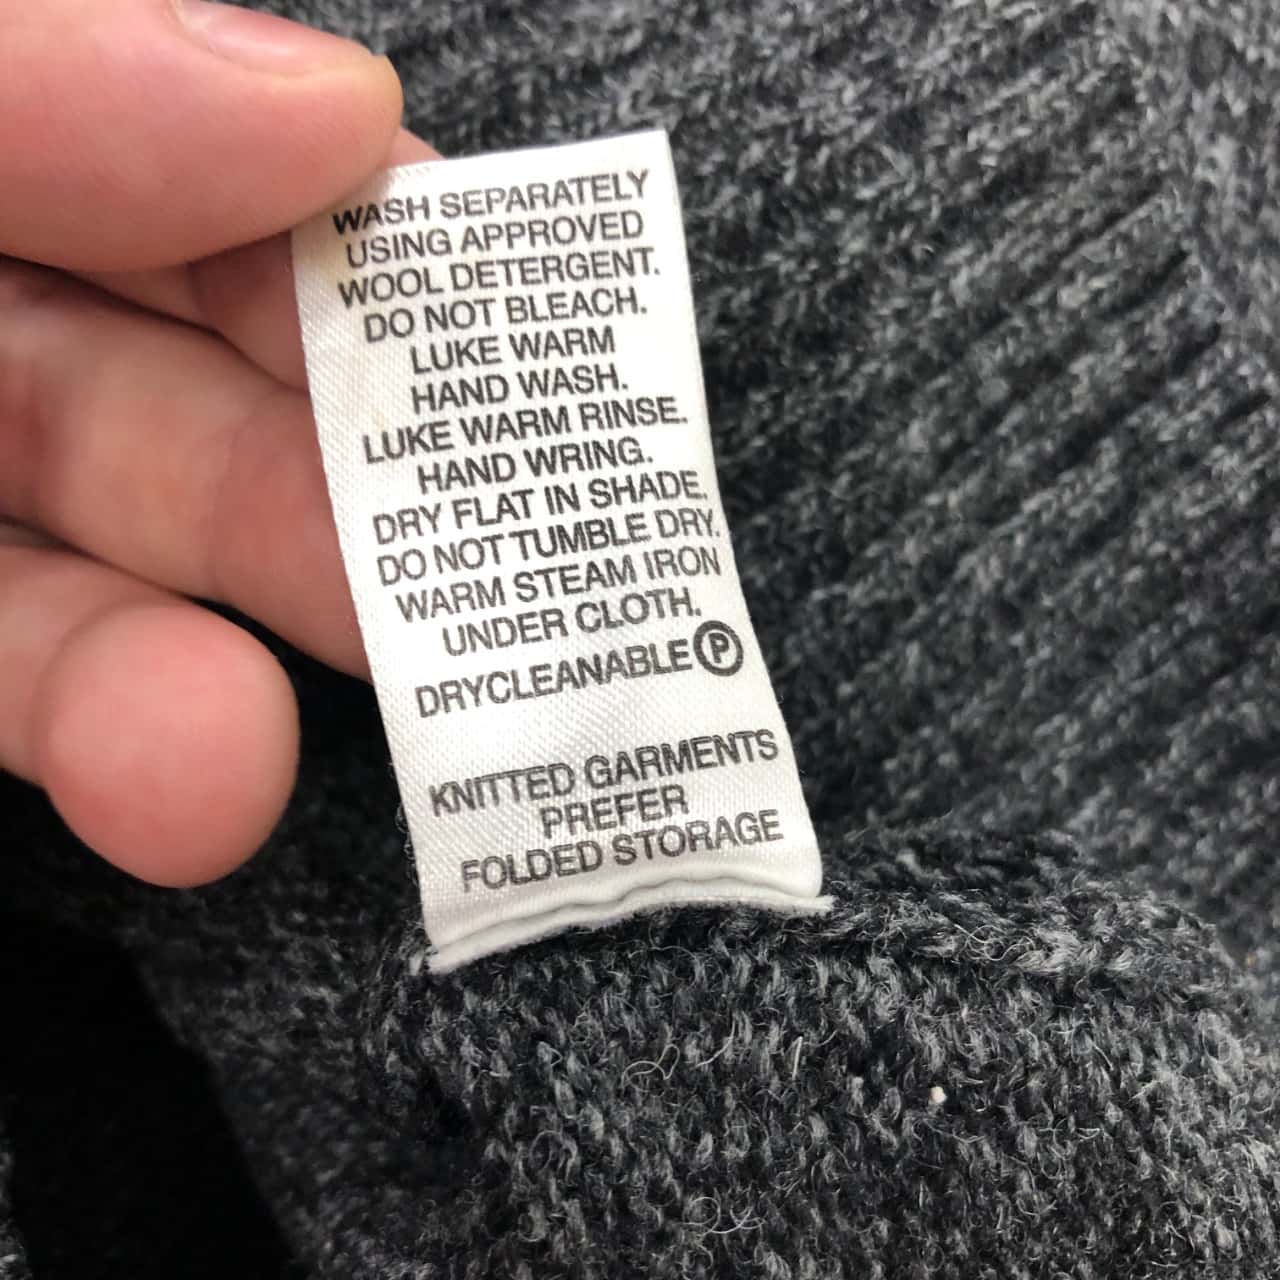 WASH SEPARATELY
USING APPROVED
WOOL DETERGENT.
DO NOT BLEACH.
LUKE WARM
HAND WASH.
LUKE WARM RINSE.
HAND WRING.
DRY FLAT IN SHADE.
DO NOT TUMBLE DRY.
WARM STEAM IRON
UNDER CLOTH.
DRYCLEANABLE Ⓟ
KNITTED GARMENTS
PREFER
FOLDED STORAGE